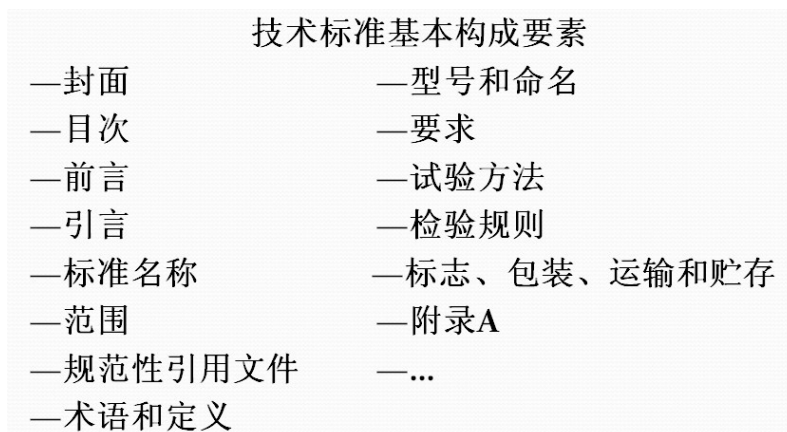 技术标准基本构成要素
—封面
—目次
—前言
—引言
—标准名称
—范围
—规范性引用文件
—术语和定义
—型号和命名
—要求
—试验方法
—检验规则
—标志、包装、运输和贮存
—附录A
—...